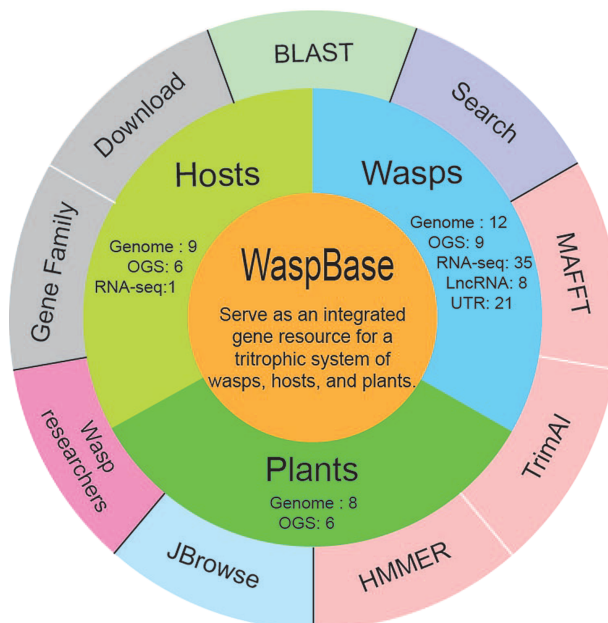 BLAST
Search
MAFFT
TrimAl
HMMER
JBrowse
Wasp
researchers
Gene Family
Download
Hosts
Genome : 9
OGS: 6
RNA-seq:1
Wasps
Genome : 12
OGS: 9
RNA-seq: 35
LncRNA: 8
UTR: 21
WaspBase
Serve as an integrated
gene resource for a
tritrophic system of
wasps, hosts, and plants.
Plants
Genome : 8
OGS: 6